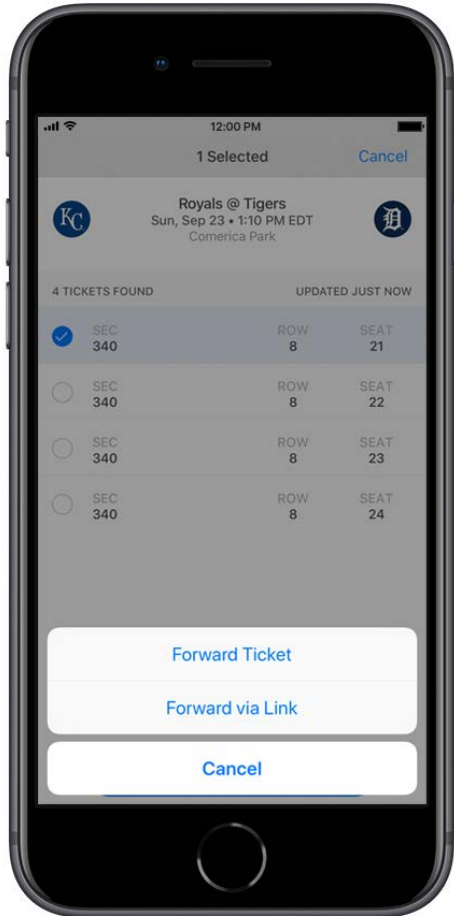 12:00 PM
1 Selected Cancel
KC
Royals @ Tigers
Sun, Sep 23 • 1:10 PM EDT
Comerica Park
D
4 TICKETS FOUND UPDATED JUST NOW
SEC ROW SEAT
340 8 21
SEC ROW SEAT
340 8 22
SEC ROW SEAT
340 8 23
SEC ROW SEAT
340 8 24
Forward Ticket
Forward via Link
Cancel